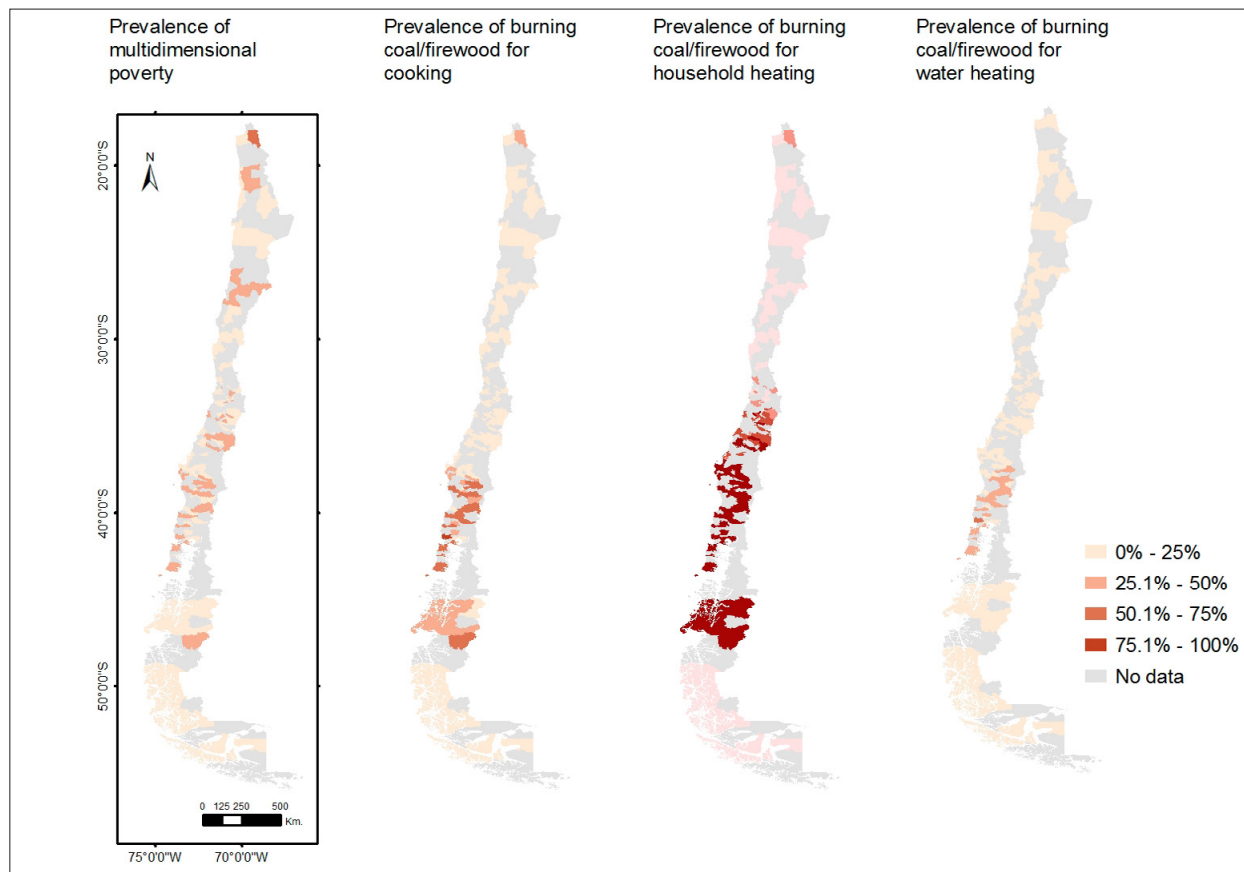 Prevalence of
multidimensional
poverty
Prevalence of burning
coal/firewood for
cooking
Prevalence of burning
coal/firewood for
household heating
Prevalence of burning
coal/firewood for
water heating
N
20°0'0"S
30°0'0"S
40°0'0"S
50°0'0"S
0 125 250 500
Km.
75°0'0"W 70°0'0"W
0% - 25%
25.1% - 50%
50.1% - 75%
75.1% - 100%
No data